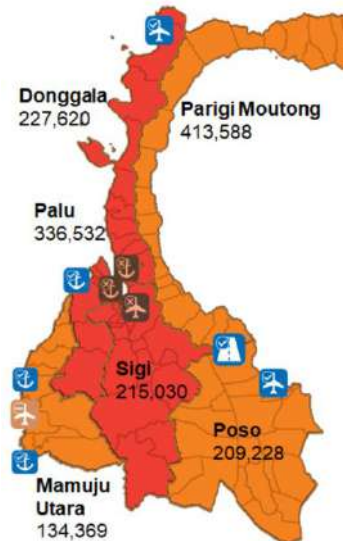 Donggala
227,620
Parigi Moutong
413,588
Palu
336,532
Sigi
215,030
Poso
209,228
Mamuju
Utara
134,369